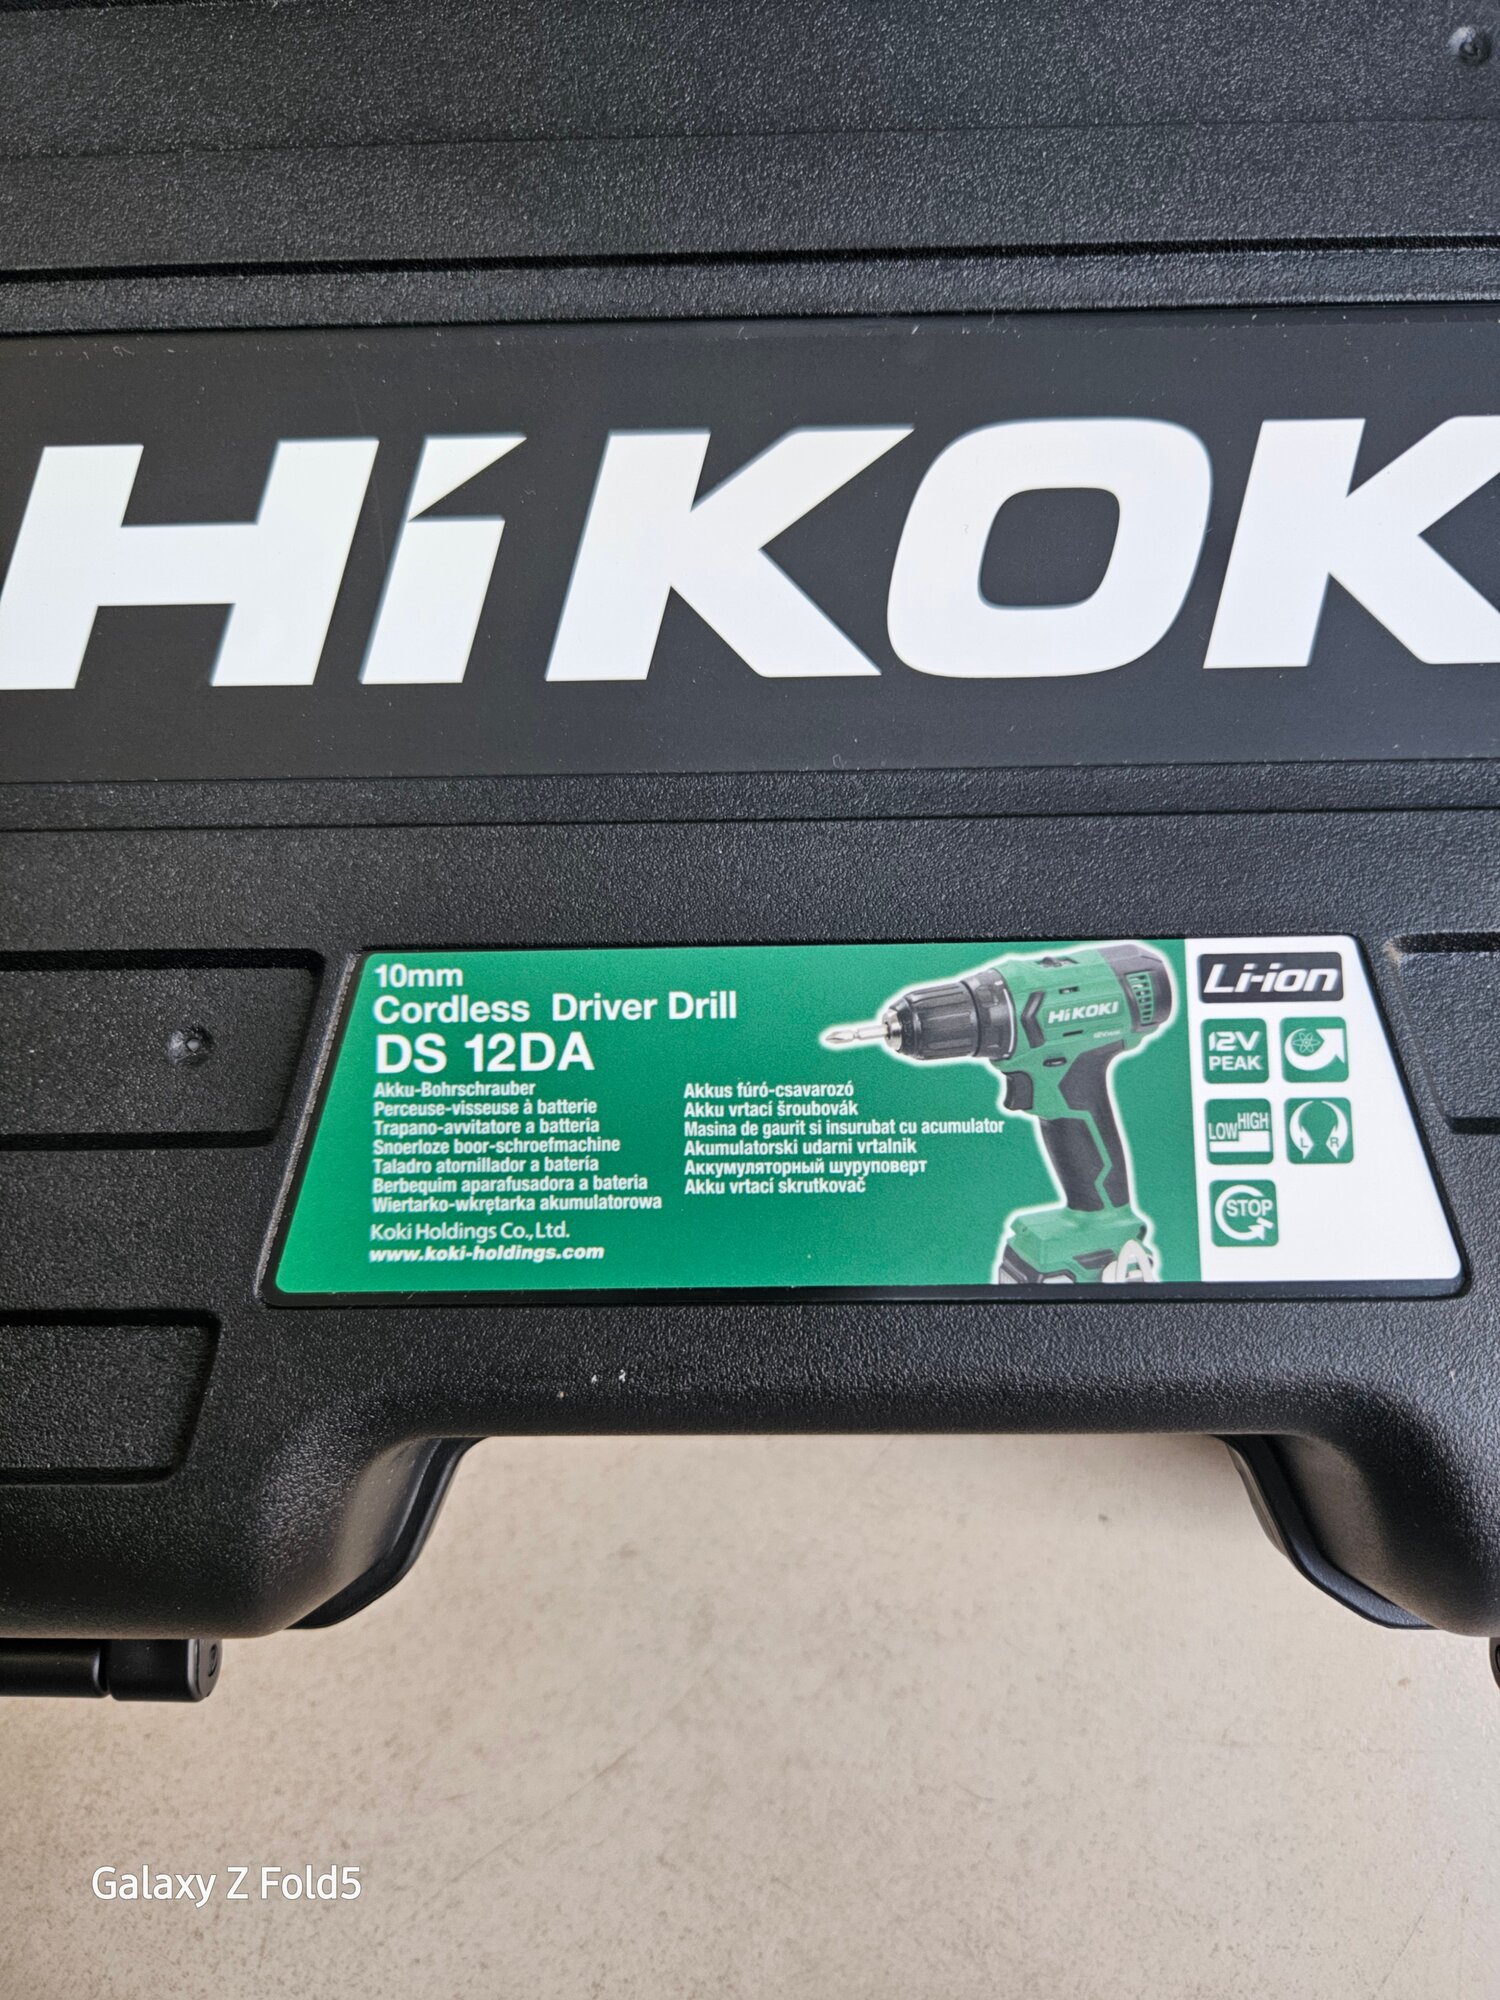 HiKOK
10mm
Cordless Driver Drill
DS 12DA
Akku-Bohrschrauber
Perceuse-visseuse à batterie
Trapano-avvitatore a batteria
Snoerloze boor-schroefmachine
Taladro atornillador a batería
Berbequim aparafusadora a bateria
Wiertarko-wkrętarka akumulatorowa
Akkus fúró-csavarozó
Akku vrtací šroubovák
Masina de gaurit si insurubat cu acumulator
Akumulatorski udarni vrtalnik
Аккумуляторный шуруповерт
Akku vrtací skrutkovač
Koki Holdings Co., Ltd.
www.koki-holdings.com
HiKOKI
Li-ion
12V
PEAK
LOW HIGH
L R
STOP
Galaxy Z Fold5